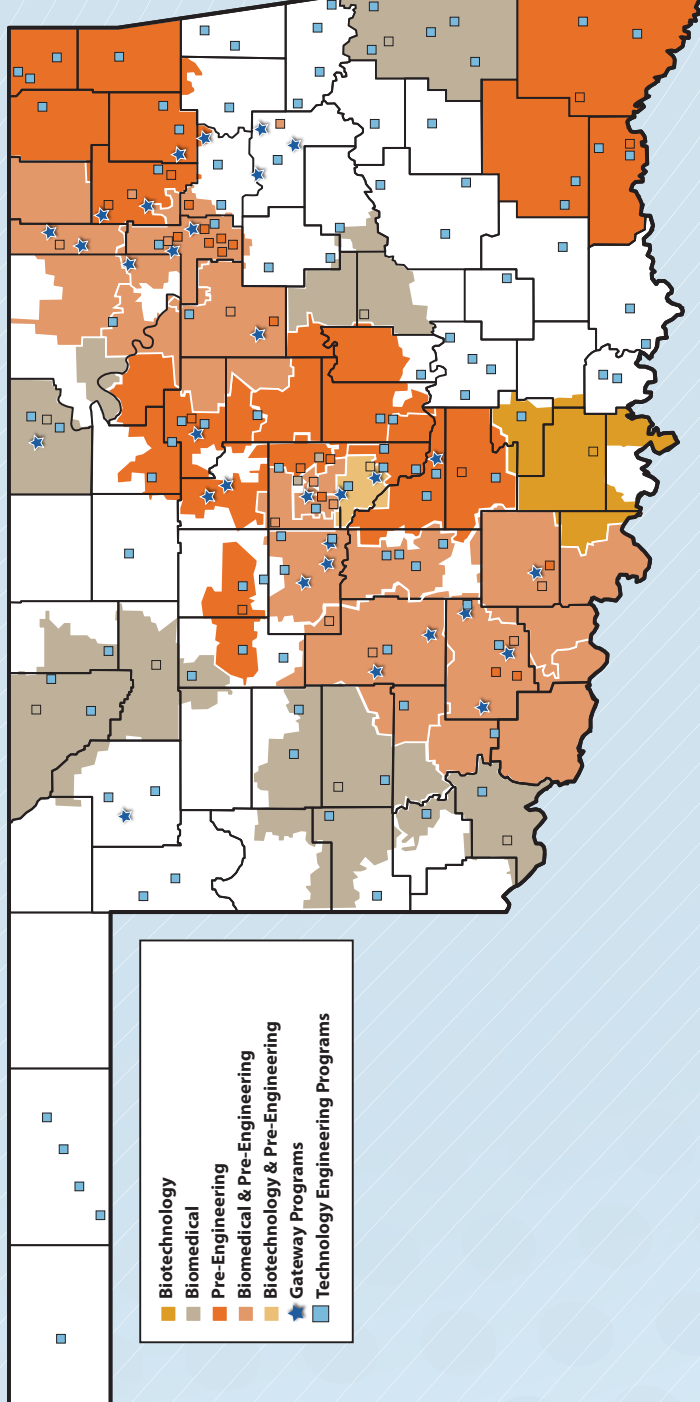 Biotechnology
Biomedical
Pre-Engineering
Biomedical & Pre-Engineering
Biotechnology & Pre-Engineering
Gateway Programs
Technology Engineering Programs